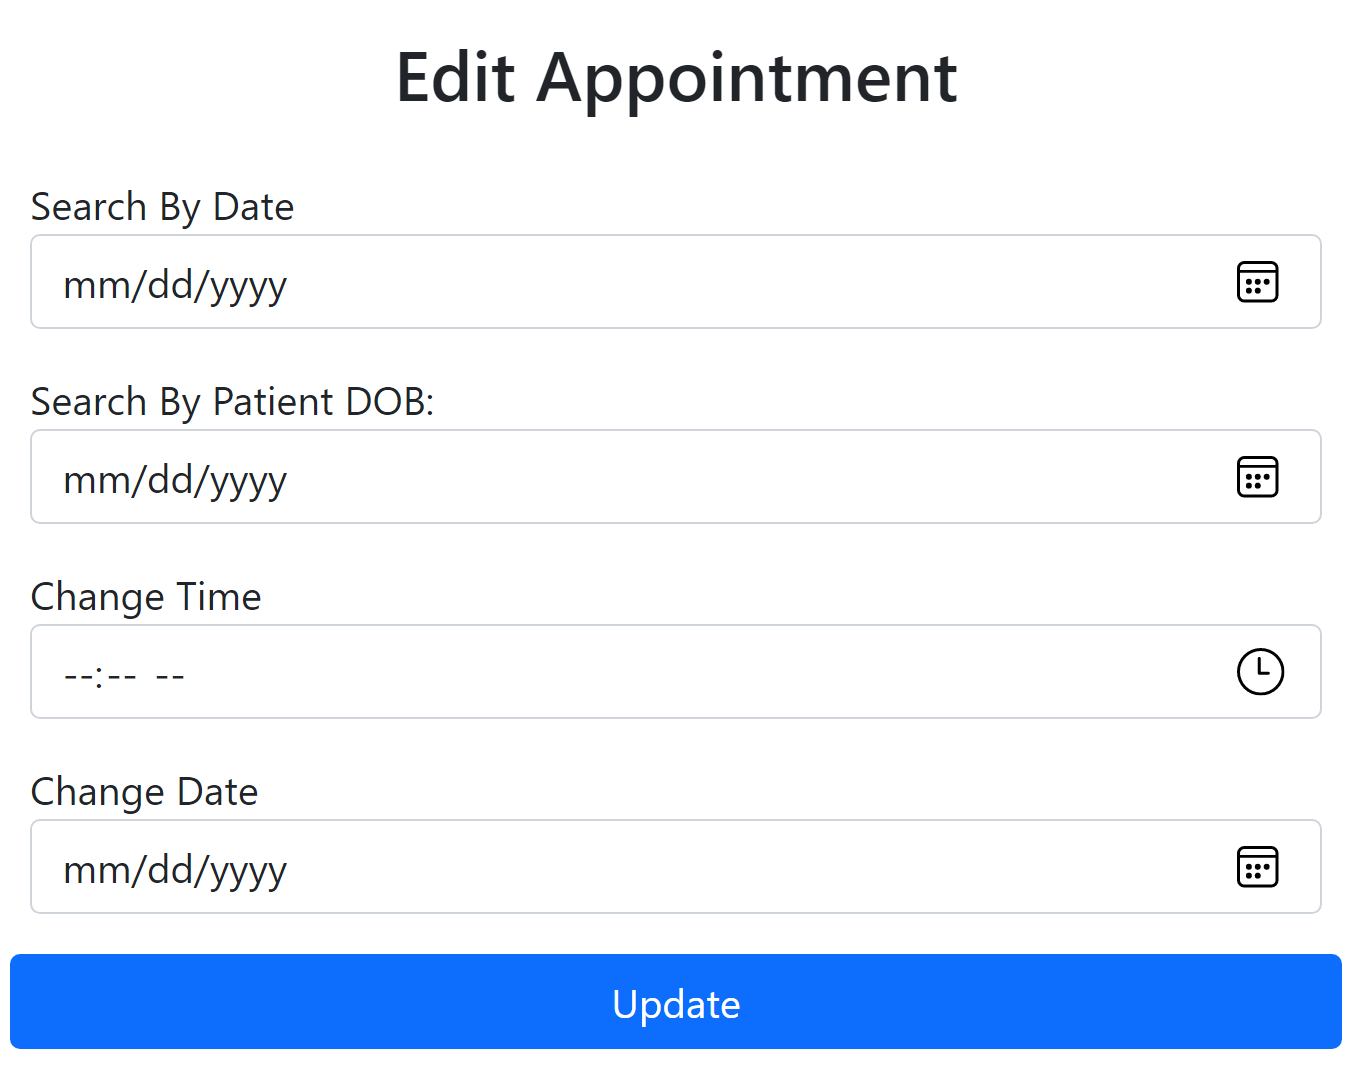 Edit Appointment
Search By Date
mm/dd/yyyy
Search By Patient DOB:
mm/dd/yyyy
Change Time
--:-- --
Change Date
mm/dd/yyyy
Update